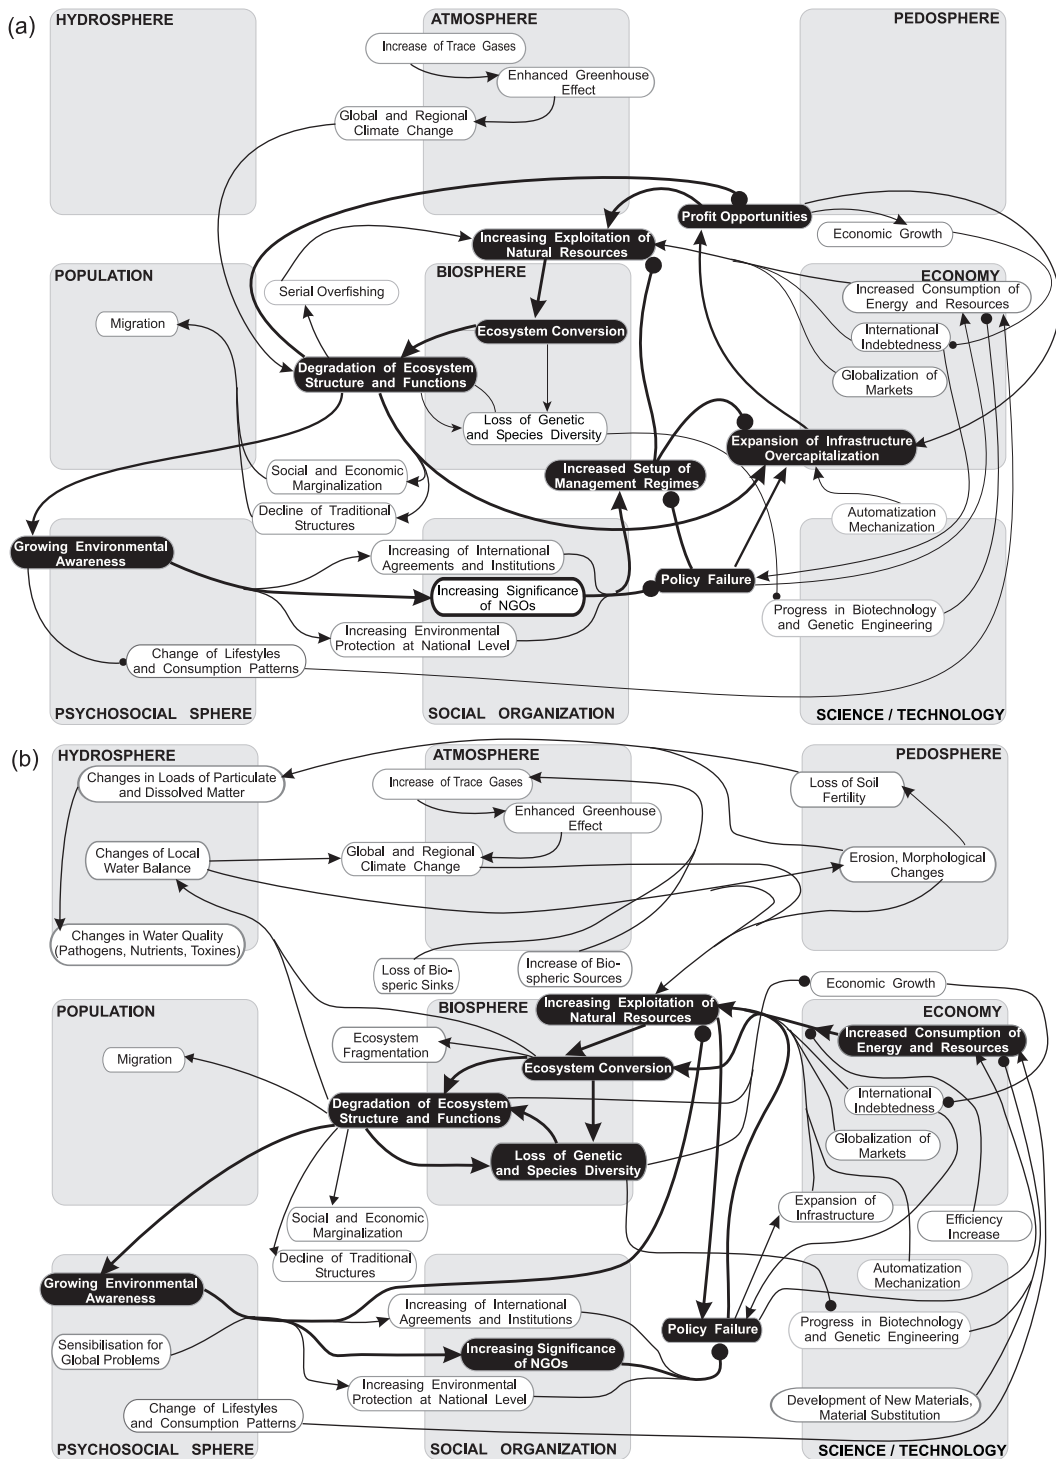 (a)
HYDROSPHERE
ATMOSPHERE
PEDOSPHERE
Increase of Trace Gases
Enhanced Greenhouse
Effect
Global and Regional
Climate Change
Profit Opportunities
Economic Growth
Increasing Exploitation of
Natural Resources
POPULATION
BIOSPHERE
ECONOMY
Serial Overfishing
Increased Consumption of
Energy and Resources
Migration
Ecosystem Conversion
International
Indebtedness
Degradation of Ecosystem
Structure and Functions
Globalization of
Markets
Loss of Genetic
and Species Diversity
Expansion of Infrastructure
Overcapitalization
Social and Economic
Marginalization
Increased Setup of
Management Regimes
Decline of Traditional
Structures
Automatization
Mechanization
Growing Environmental
Awareness
Increasing of International
Agreements and Institutions
Policy Failure
Increasing Significance
of NGOs
Progress in Biotechnology
and Genetic Engineering
Increasing Environmental
Protection at National Level
Change of Lifestyles
and Consumption Patterns
PSYCHOSOCIAL SPHERE
SOCIAL ORGANIZATION
SCIENCE / TECHNOLOGY
(b)
HYDROSPHERE
ATMOSPHERE
PEDOSPHERE
Changes in Loads of Particulate
and Dissolved Matter
Increase of Trace Gases
Loss of Soil
Fertility
Enhanced Greenhouse
Effect
Changes of Local
Water Balance
Global and Regional
Climate Change
Erosion, Morphological
Changes
Changes in Water Quality
(Pathogens, Nutrients, Toxines)
Loss of Bio-
speric Sinks
Increase of Bio-
spheric Sources
Economic Growth
POPULATION
BIOSPHERE
Increasing Exploitation of
Natural Resources
ECONOMY
Ecosystem
Fragmentation
Increased Consumption of
Energy and Resources
Migration
Ecosystem Conversion
Degradation of Ecosystem
Structure and Functions
International
Indebtedness
Loss of Genetic
and Species Diversity
Globalization of
Markets
Social and Economic
Marginalization
Expansion of
Infrastructure
Efficiency
Increase
Decline of Traditional
Structures
Automatization
Mechanization
Growing Environmental
Awareness
Increasing of International
Agreements and Institutions
Policy Failure
Progress in Biotechnology
and Genetic Engineering
Sensibilisation for
Global Problems
Increasing Significance
of NGOs
Increasing Environmental
Protection at National Level
Development of New Materials,
Material Substitution
Change of Lifestyles
and Consumption Patterns
PSYCHOSOCIAL SPHERE
SOCIAL ORGANIZATION
SCIENCE / TECHNOLOGY